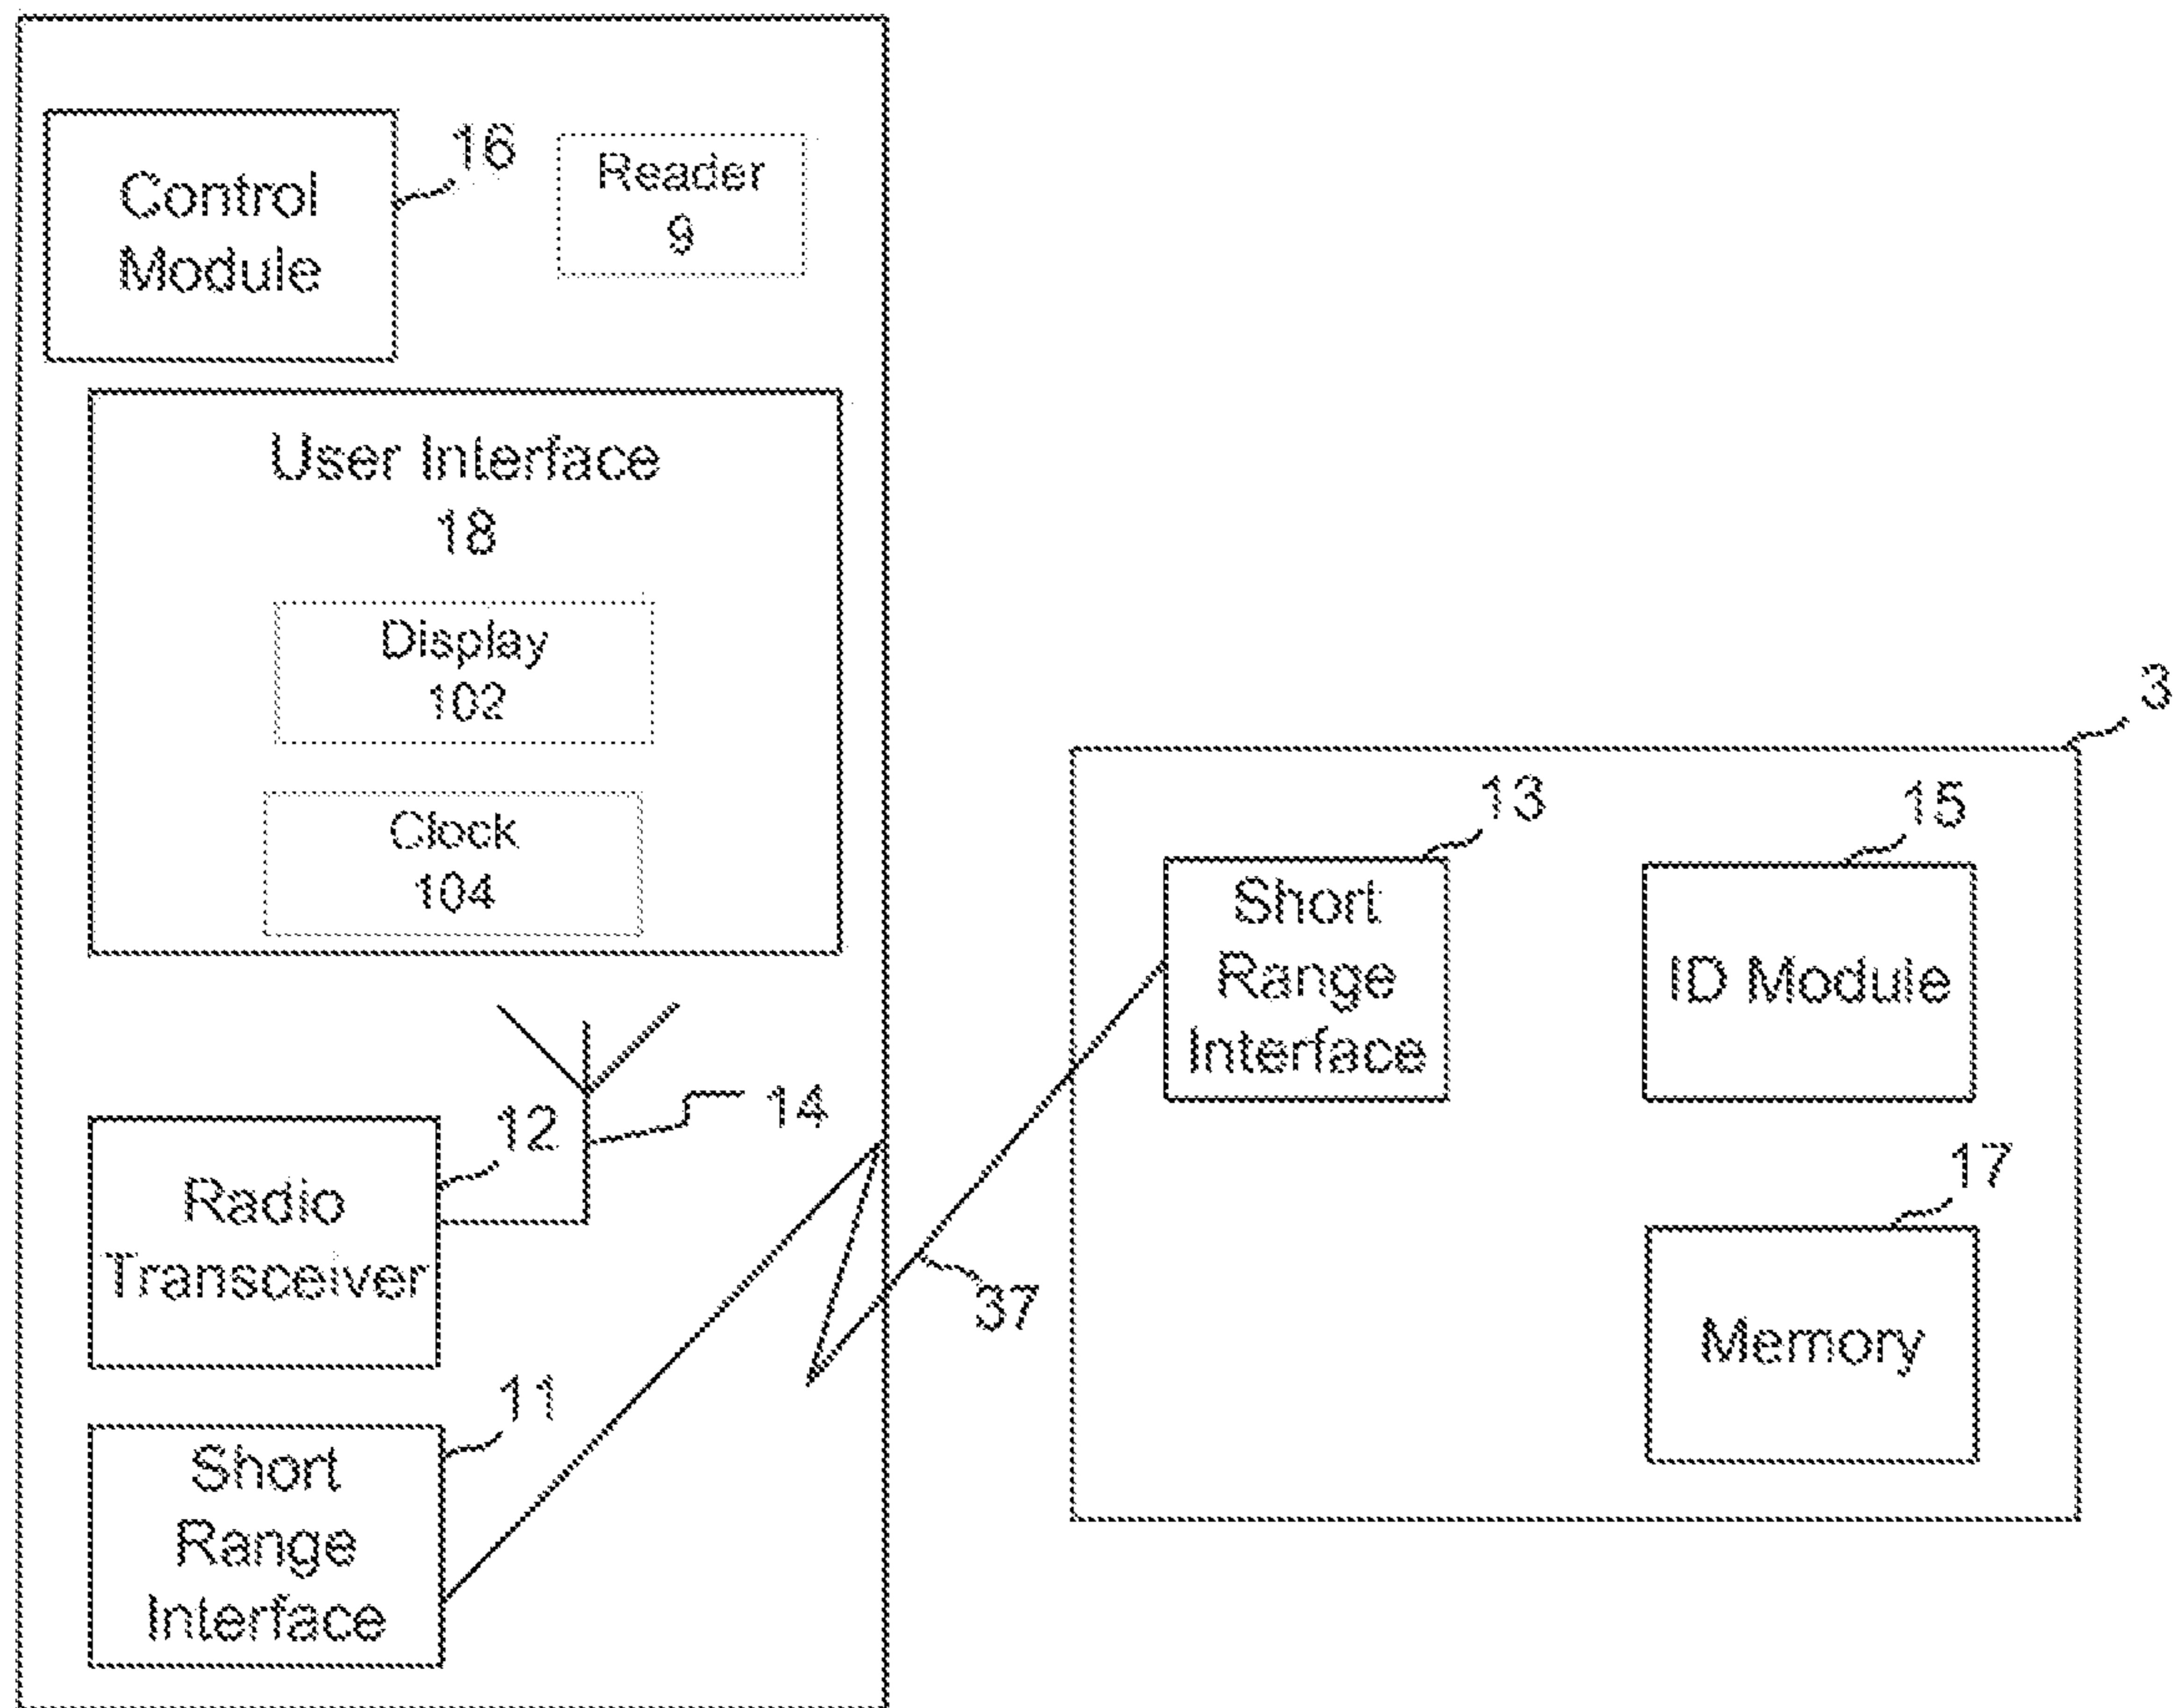 Control
Module
16
Reader
9
User Interface
18
Display
102
Clock
104
12
14
Radio
Transceiver
11
Short
Range
Interface
37
3
13
Short
Range
Interface
15
ID Module
17
Memory